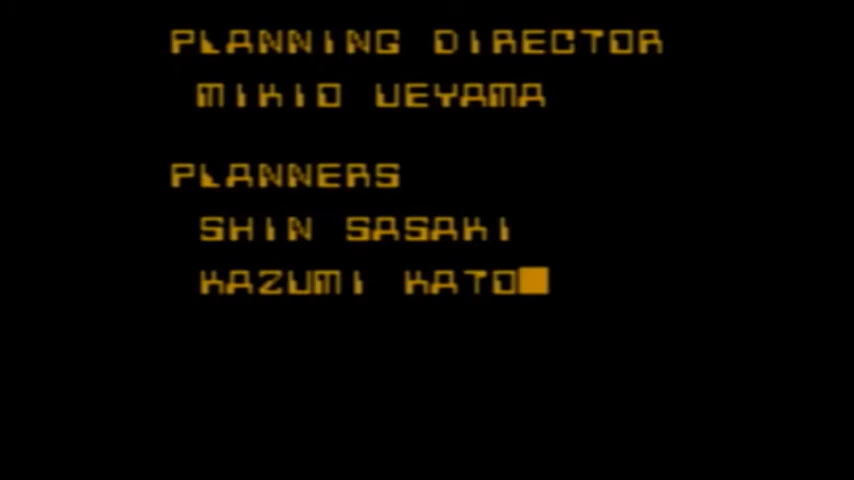 PLANNING DIRECTOR
MIKIO UEYAMA
PLANNERS
SHIN SASAKI
KAZUMI KATO